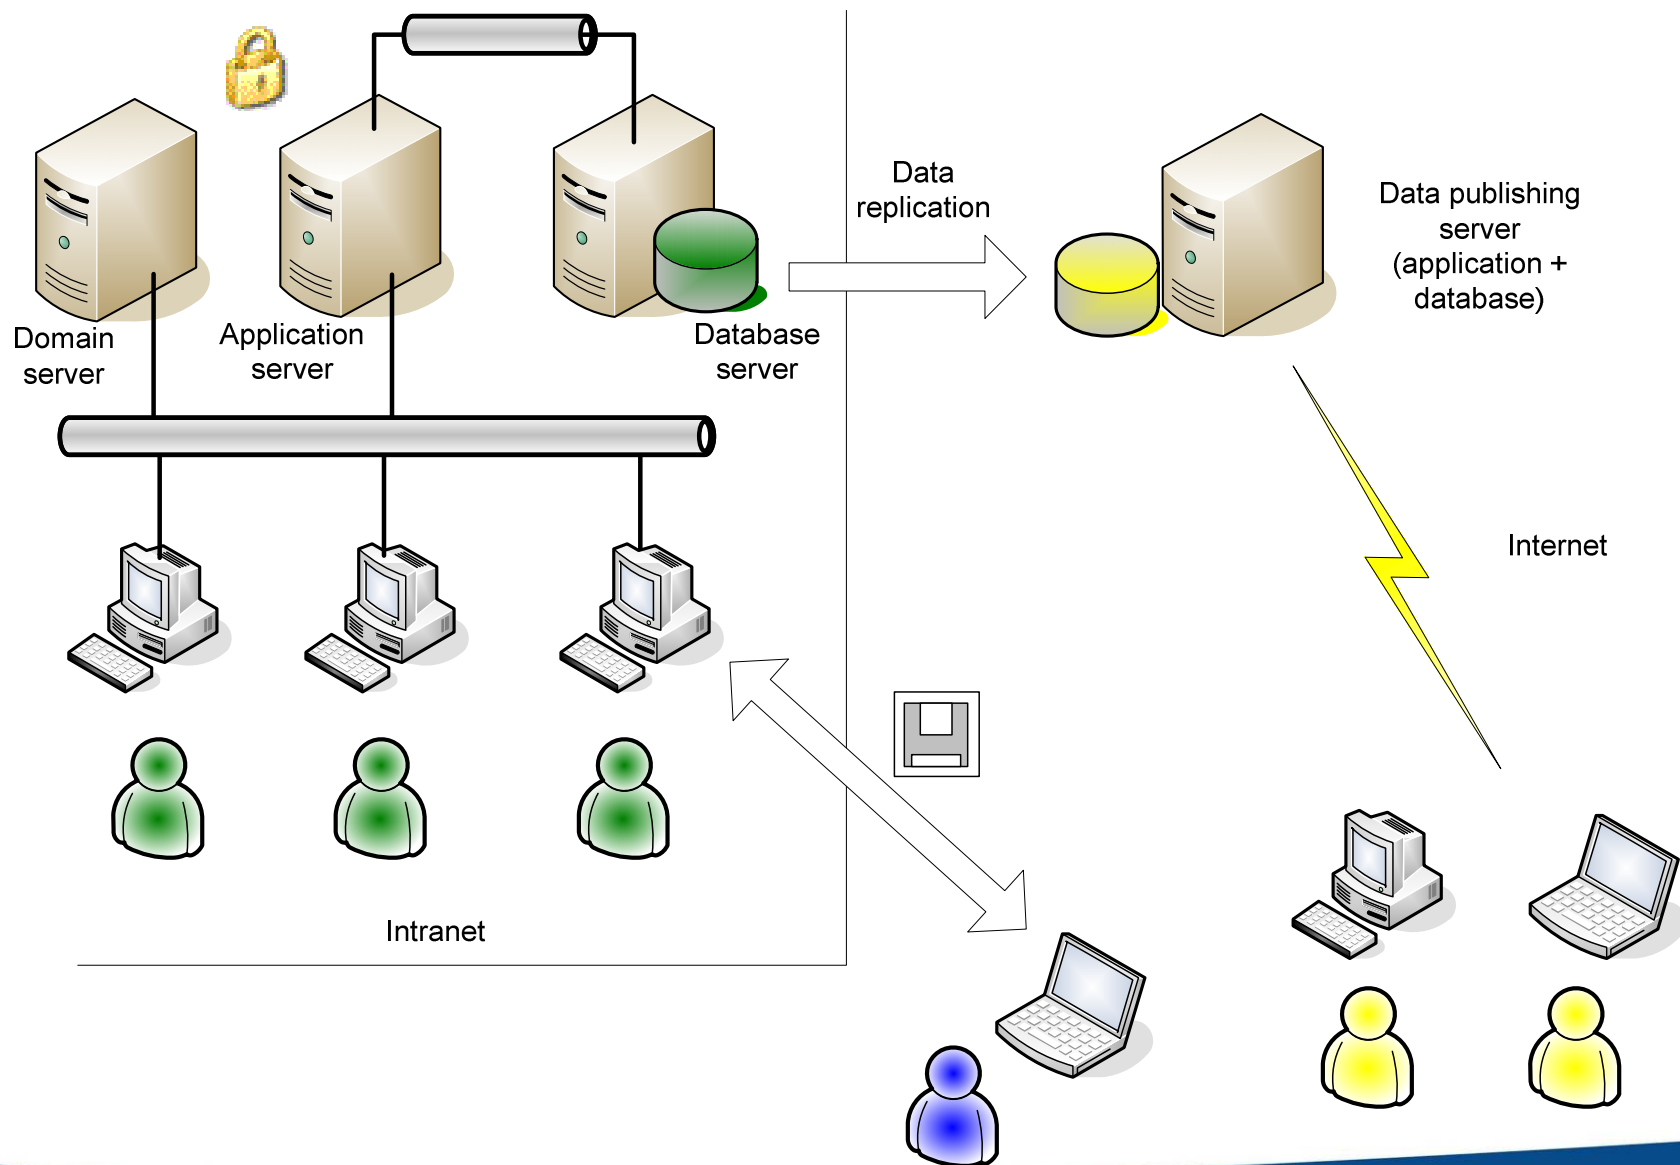 Data
replication
Data publishing
server
(application +
database)
Domain
server
Application
server
Database
server
Internet
Intranet